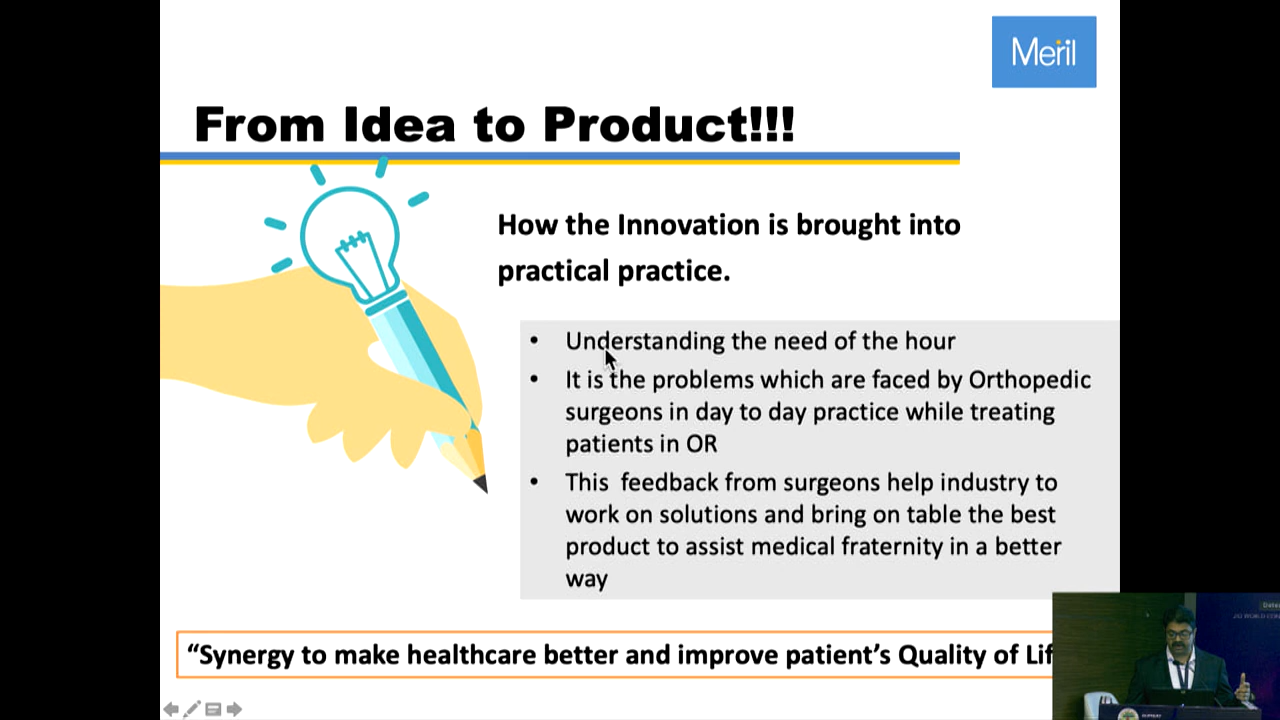 Meril
From Idea to Product!!!
How the Innovation is brought into
practical practice.
• Understanding the need of the hour
• It is the problems which are faced by Orthopedic
surgeons in day to day practice while treating
patients in OR
• This feedback from surgeons help industry to
work on solutions and bring on table the best
product to assist medical fraternity in a better
way
“Synergy to make healthcare better and improve patient’s Quality of Lif